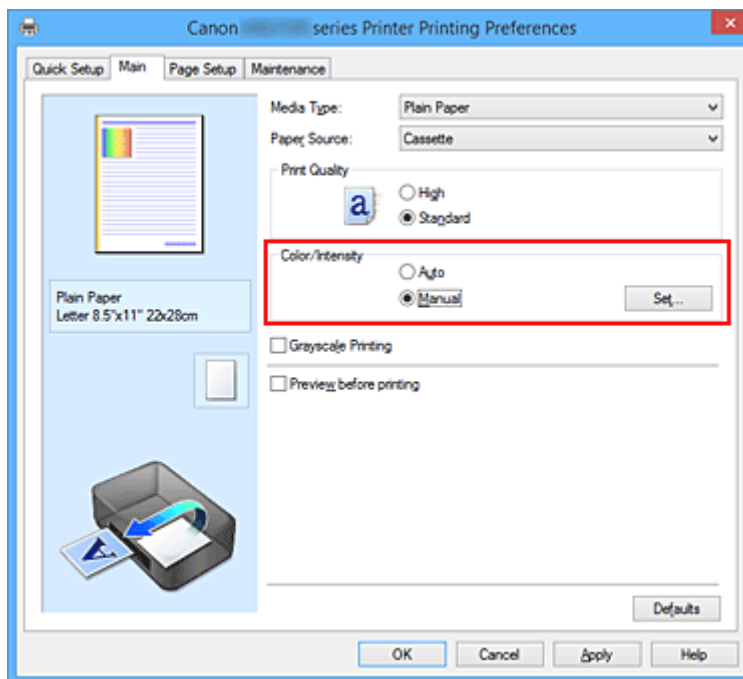 Canon series Printer Printing Preferences
Quick Setup Main Page Setup Maintenance
Media Type: Plain Paper
Paper Source: Cassette
Print Quality
a
High
Standard
Color/Intensity
Auto
Manual Set...
Plain Paper
Letter 8.5"x11" 22x28cm
Grayscale Printing
Preview before printing
A
Defaults
OK Cancel Apply Help